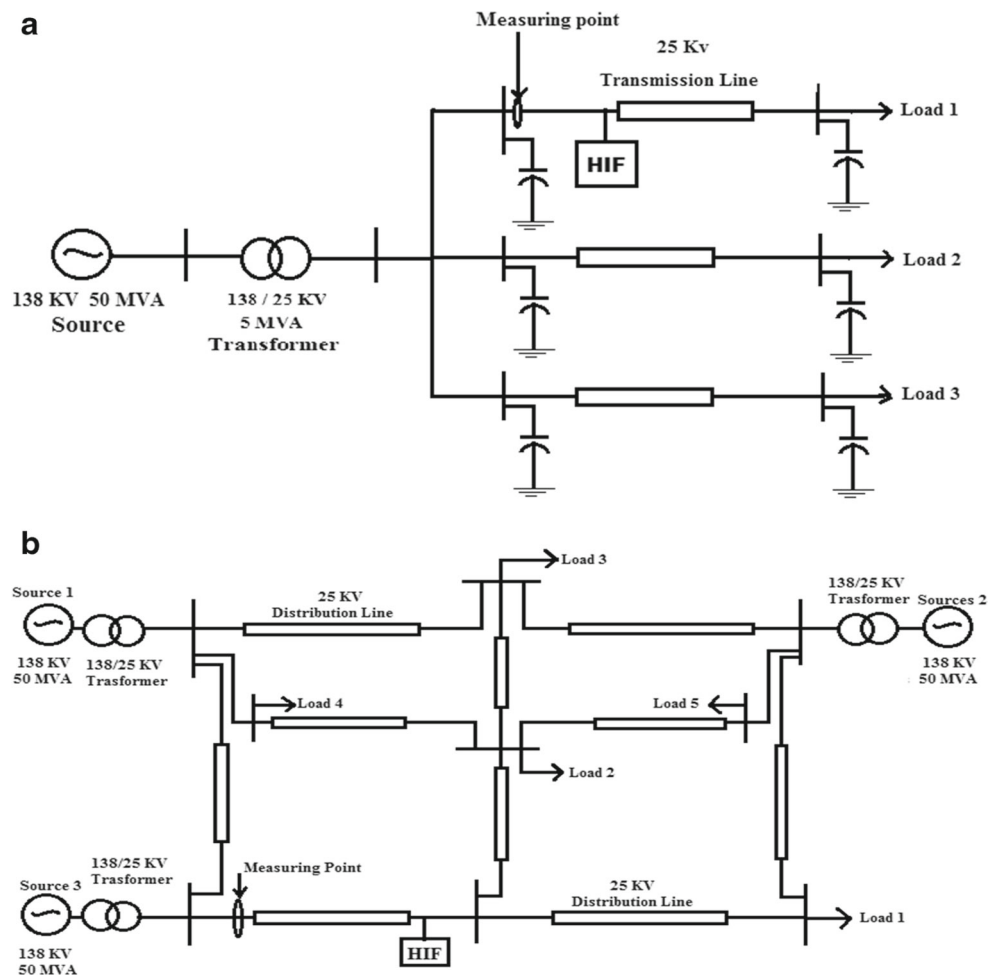 a
Measuring point
25 Kv
Transmission Line
Load 1
HIF
Load 2
138 KV 50 MVA
Source
138 / 25 KV
5 MVA
Transformer
Load 3
b
Load 3
Source 1
25 KV
Distribution Line
138/25 KV
Trasformer
Sources 2
138 KV
50 MVA
138/25 KV
Trasformer
138 KV
50 MVA
Load 4
Load 5
Load 2
138/25 KV
Trasformer
Measuring Point
Source 3
25 KV
Distribution Line
Load 1
HIF
138 KV
50 MVA